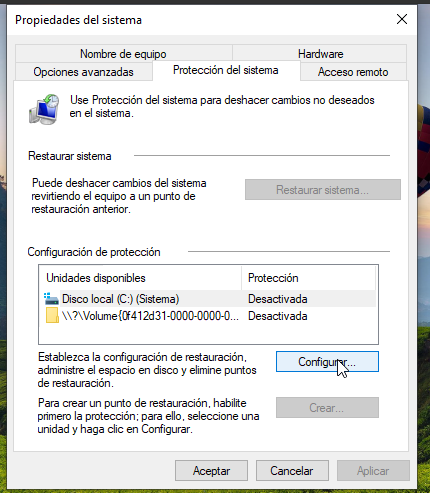 Propiedades del sistema
Nombre de equipo
Hardware
Opciones avanzadas
Protección del sistema
Acceso remoto
Use Protección del sistema para deshacer cambios no deseados
en el sistema.
Restaurar sistema
Puede deshacer cambios del sistema
revirtiendo el equipo a un punto de
restauración anterior.
Restaurar sistema...
Configuración de protección
Unidades disponibles
Protección
Disco local (C:) (Sistema)
Desactivada
\\?\Volume{0f412d31-0000-0000-0...
Desactivada
Establezca la configuración de restauración,
administre el espacio en disco y elimine puntos
de restauración.
Configurar...
Para crear un punto de restauración, habilite
primero la protección; para ello, seleccione una
unidad y haga clic en Configurar.
Crear...
Aceptar
Cancelar
Aplicar